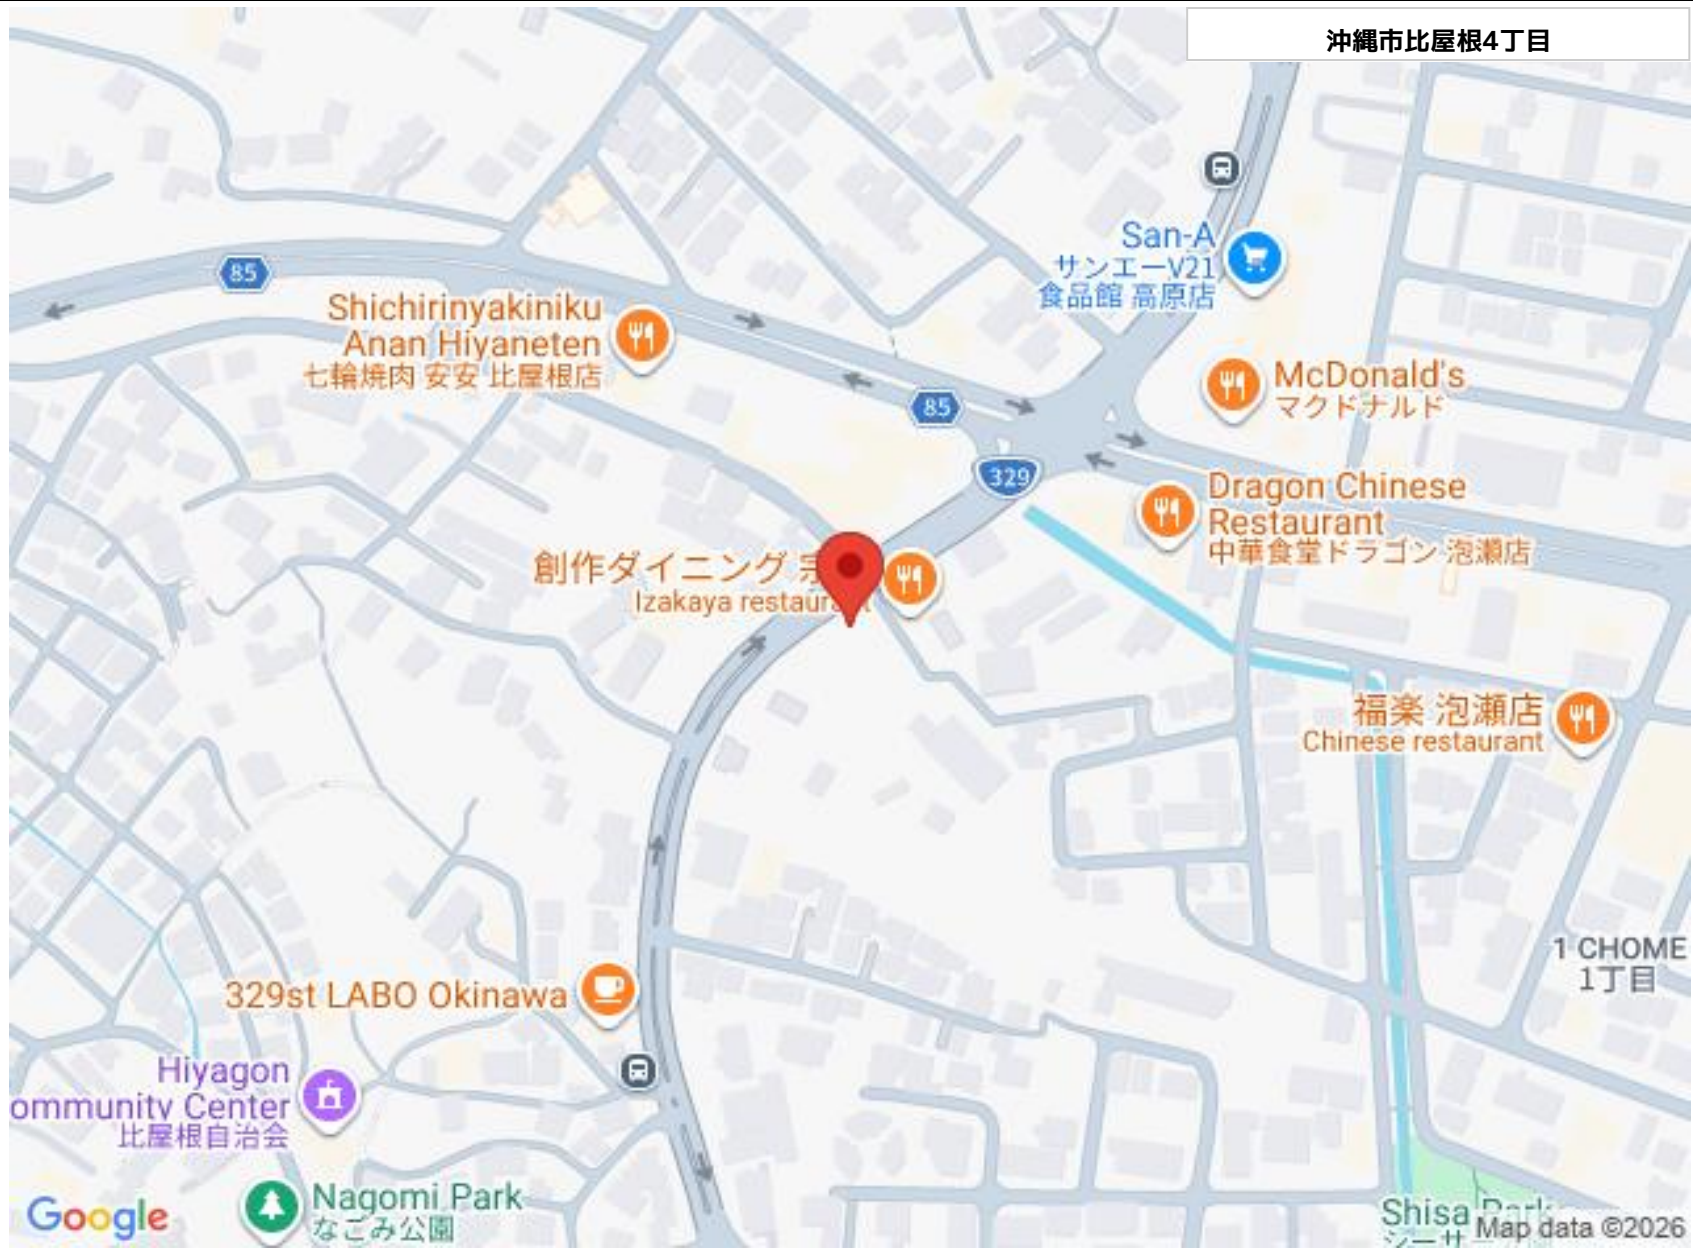 沖縄市比屋根4丁目
San-A
サンエーV21
食品館 高原店
85
Shichirinyakiniku
Anan Hiyaneten
七輪焼肉 安安 比屋根店
McDonald's
マクドナルド
85
329
Dragon Chinese
Restaurant
中華食堂ドラゴン 泡瀬店
創作ダイニング
Izakaya restaurant
福楽 泡瀬店
Chinese restaurant
1 CHOME
1丁目
329st LABO Okinawa
Hiyagon
ommunity Center
比屋根自治会
Nagomi Park
なごみ公園
Shisa Park
シーサー
Google
Map data ©2026